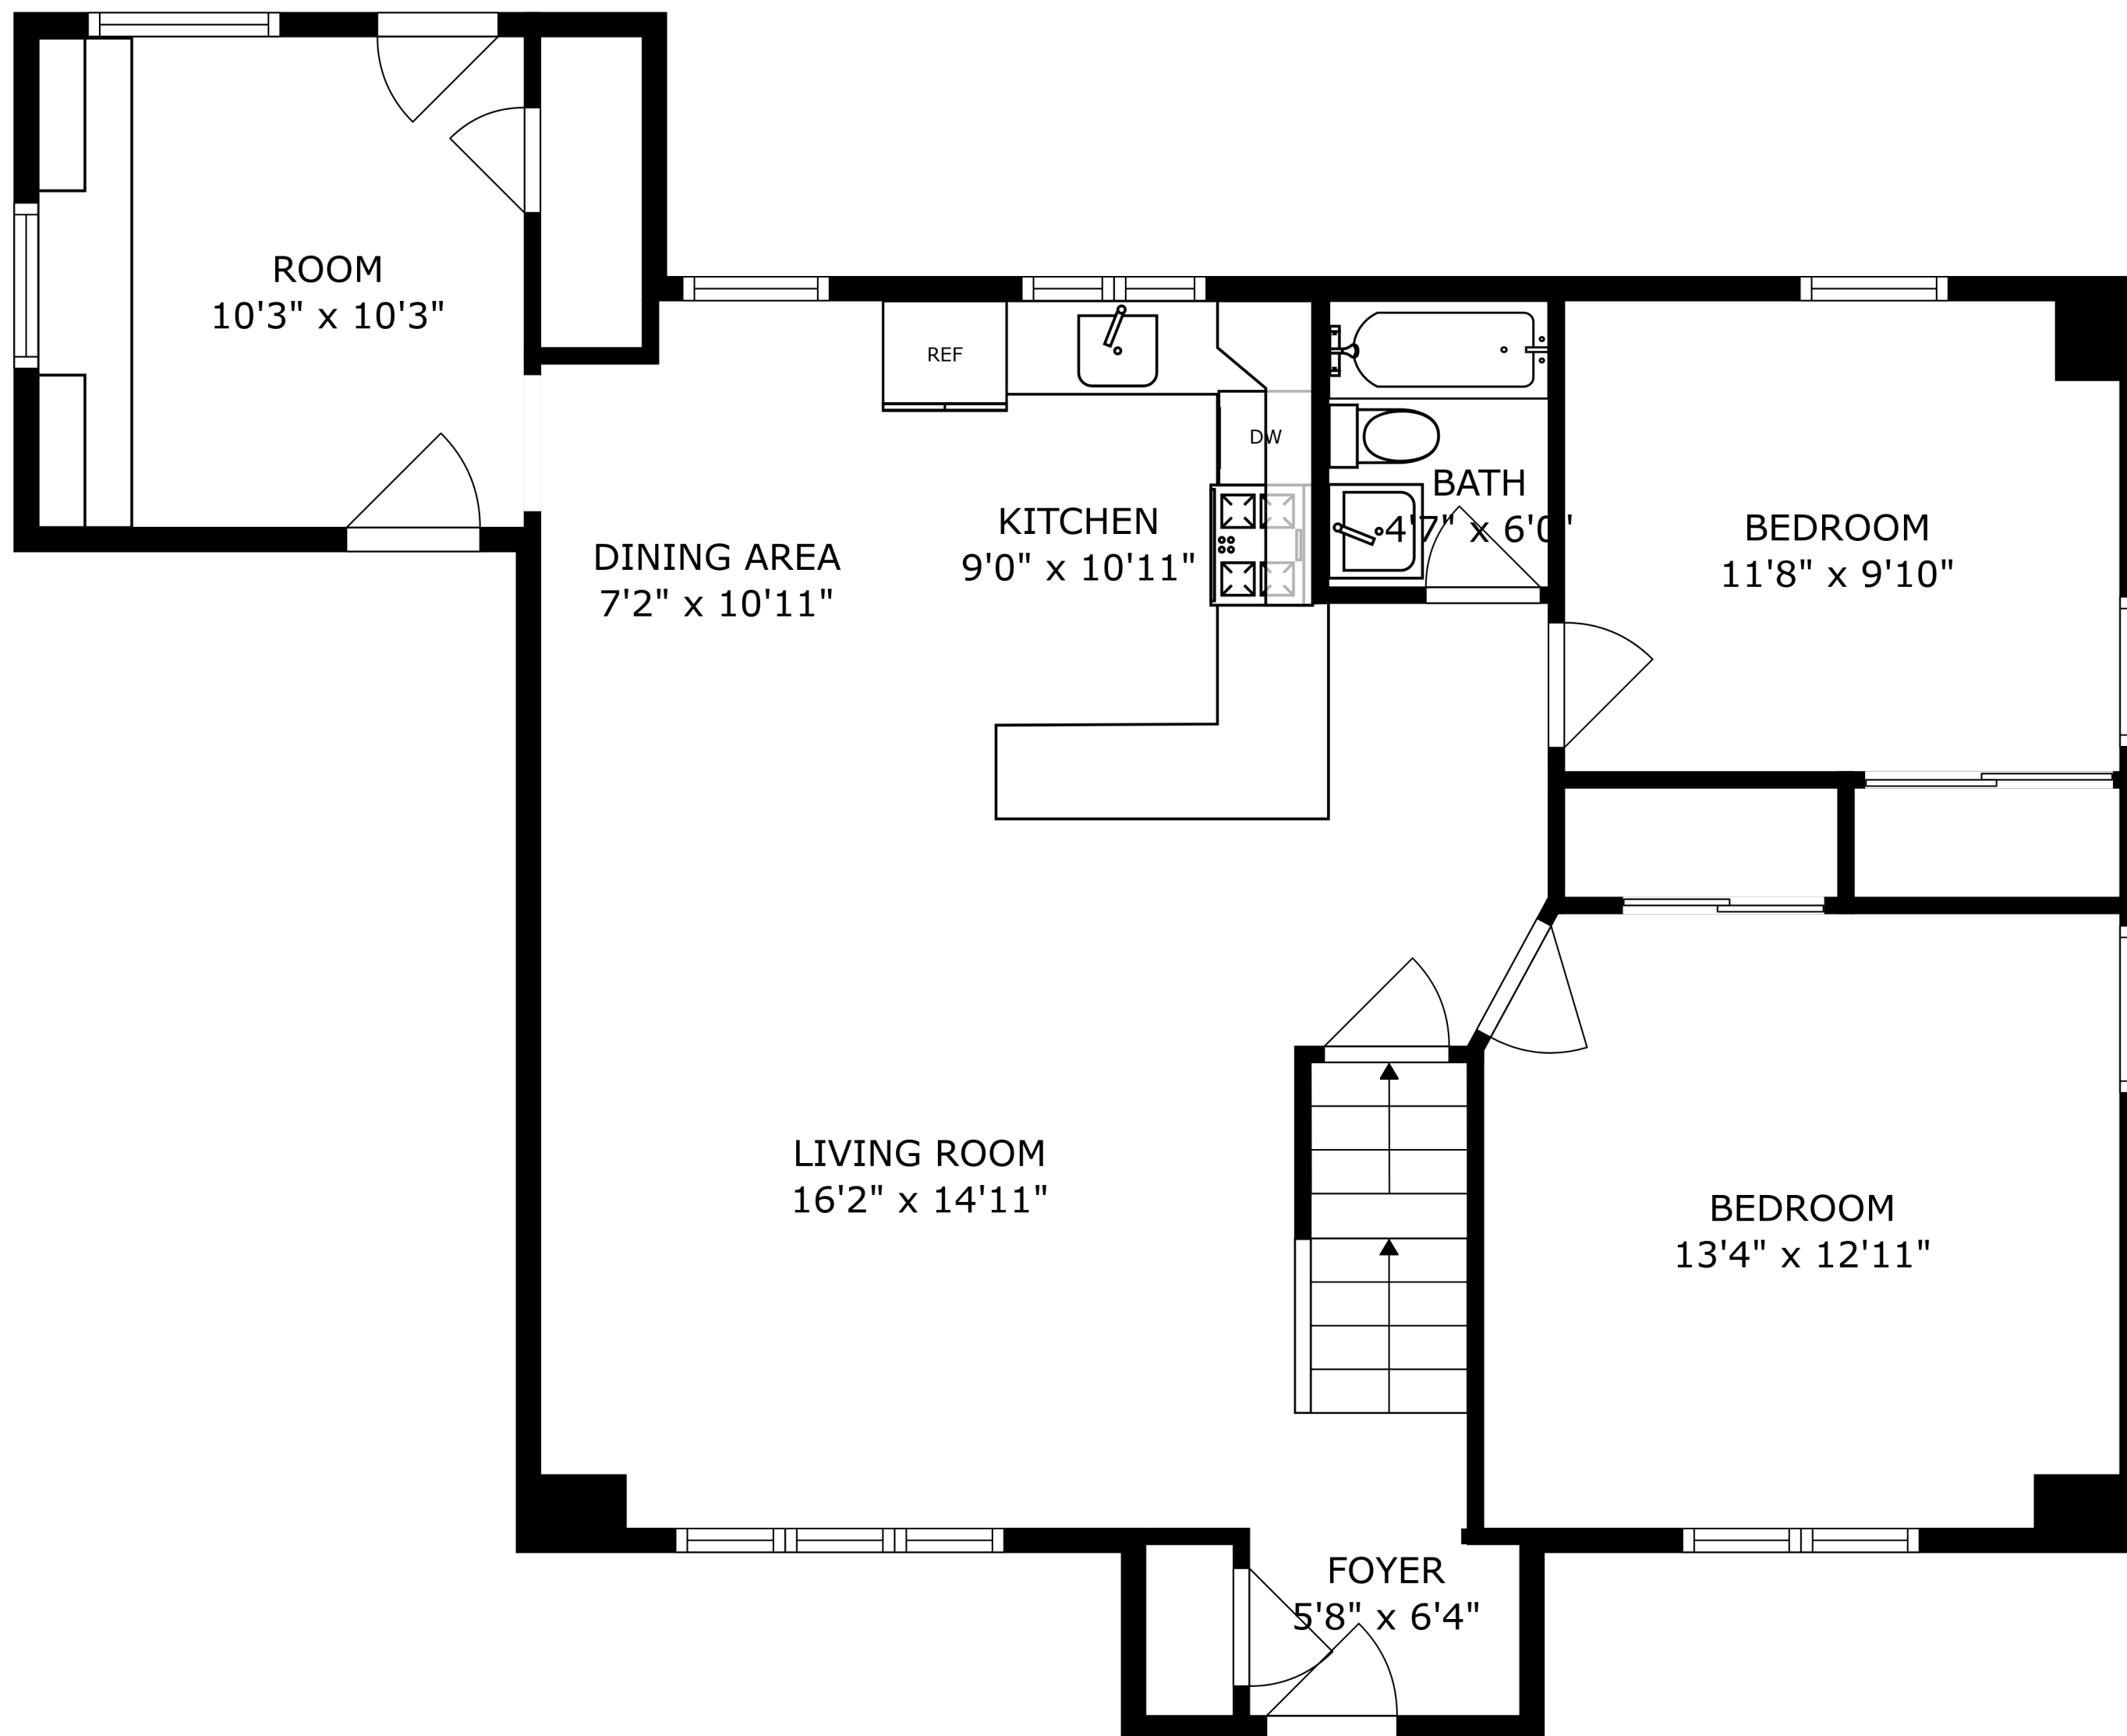 ROOM
10'3" x 10'3"
REF
DW
KITCHEN
9'0" x 10'11"
DINING AREA
7'2" x 10'11"
BATH
4'7" x 6'0"
BEDROOM
11'8" x 9'10"
LIVING ROOM
16'2" x 14'11"
BEDROOM
13'4" x 12'11"
FOYER
5'8" x 6'4"